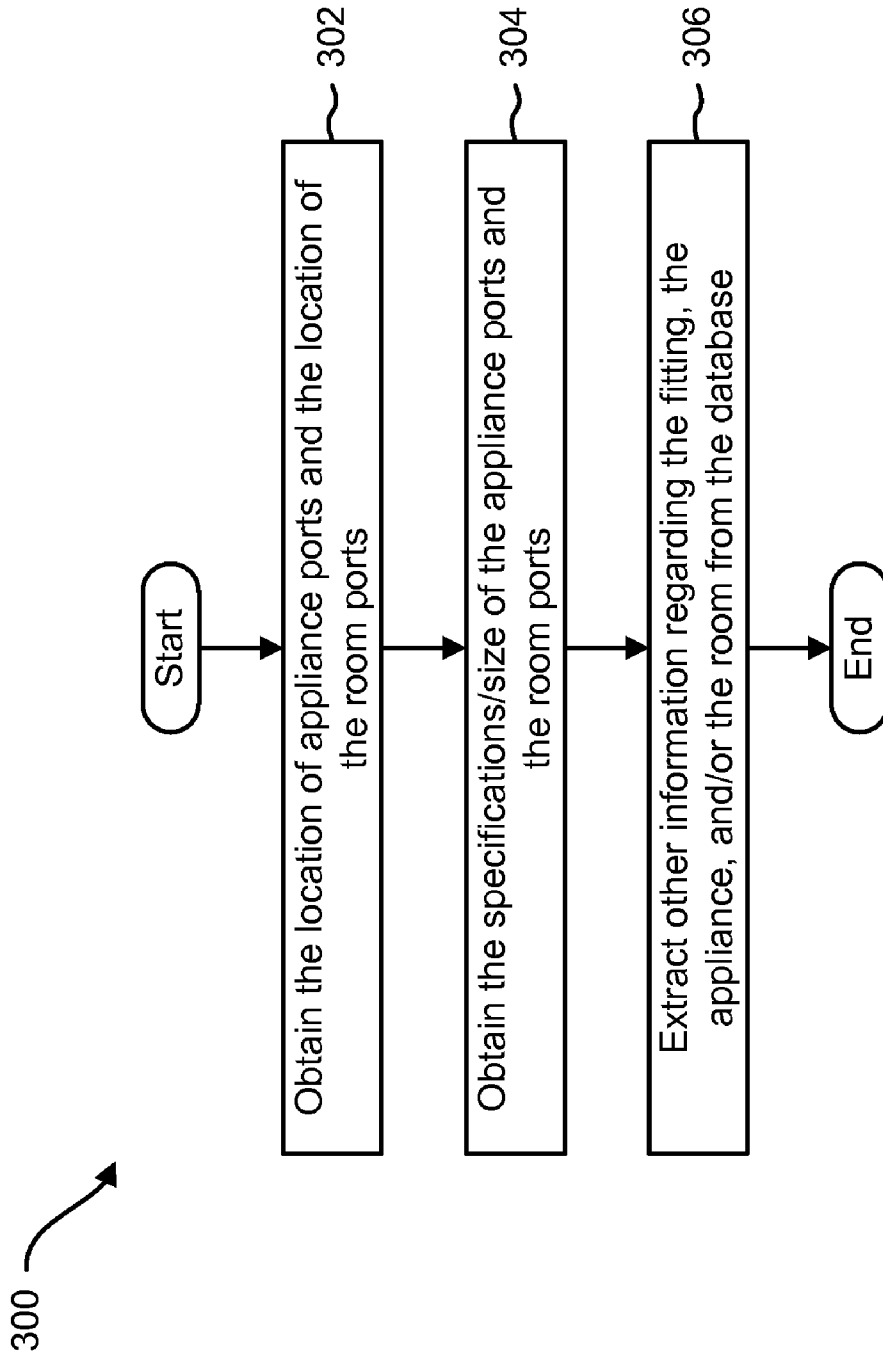 300
Start
Obtain the location of appliance ports and the location of
the room ports
302
Obtain the specifications/size of the appliance ports and
the room ports
304
Extract other information regarding the fitting, the
appliance, and/or the room from the database
306
End